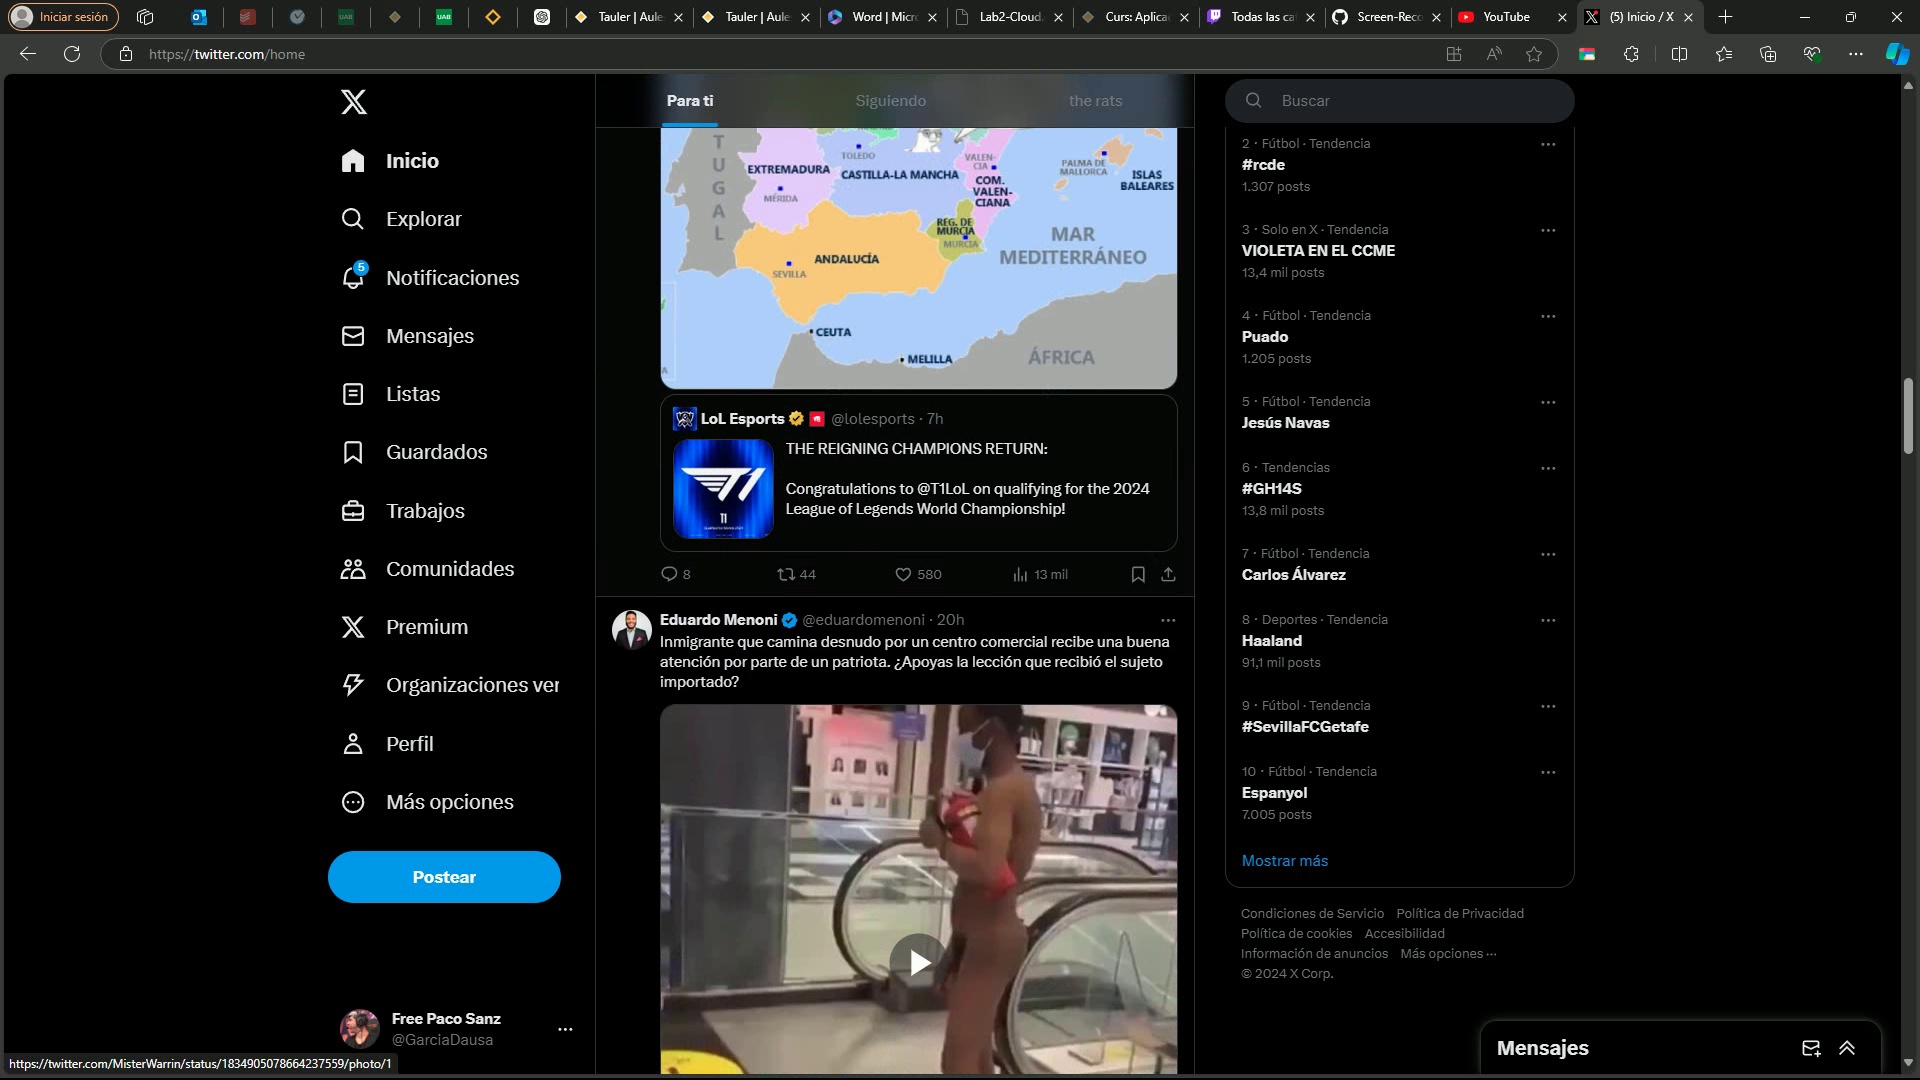 Iniciar sesión
Tauler | Aule
Tauler | Aule
Word | Micr
Lab2-Cloud.
Curs: Aplica
Todas las ca
Screen-Reco
YouTube
(5) Inicio / X
https://twitter.com/home
Para ti
Siguiendo
the rats
Buscar
Inicio
Explorar
5
Notificaciones
Mensajes
Listas
Guardados
Trabajos
Comunidades
Premium
Organizaciones ver
Perfil
Más opciones
Postear
Free Paco Sanz
@GarciaDausa
https://twitter.com/MisterWarrin/status/1834905078664237559/photo/1
TUGAL
TOLEDO
EXTREMADURA
CASTILLA-LA MANCHA
MÉRIDA
VALEN-
CIA
COM.
VALEN-
CIANA
PALMA DE
MALLORCA
ISLAS
BALEARES
REG. DE
MURCIA
MURCIA
MAR
MEDITERRÁNEO
ANDALUCÍA
SEVILLA
CEUTA
MELILLA
ÁFRICA
LoL Esports @lolesports · 7h
THE REIGNING CHAMPIONS RETURN:
Congratulations to @T1LoL on qualifying for the 2024
League of Legends World Championship!
T1
8
44
580
13 mil
Eduardo Menoni @eduardomenoni · 20h
Inmigrante que camina desnudo por un centro comercial recibe una buena
atención por parte de un patriota. ¿Apoyas la lección que recibió el sujeto
importado?
2 · Fútbol · Tendencia
#rcde
1.307 posts
3 · Solo en X · Tendencia
VIOLETA EN EL CCME
13,4 mil posts
4 · Fútbol · Tendencia
Puado
1.205 posts
5 · Fútbol · Tendencia
Jesús Navas
6 · Tendencias
#GH14S
13,8 mil posts
7 · Fútbol · Tendencia
Carlos Álvarez
8 · Deportes · Tendencia
Haaland
91,1 mil posts
9 · Fútbol · Tendencia
#SevillaFCGetafe
10 · Fútbol · Tendencia
Espanyol
7.005 posts
Mostrar más
Condiciones de Servicio Política de Privacidad
Política de cookies Accesibilidad
Información de anuncios Más opciones ···
© 2024 X Corp.
Mensajes